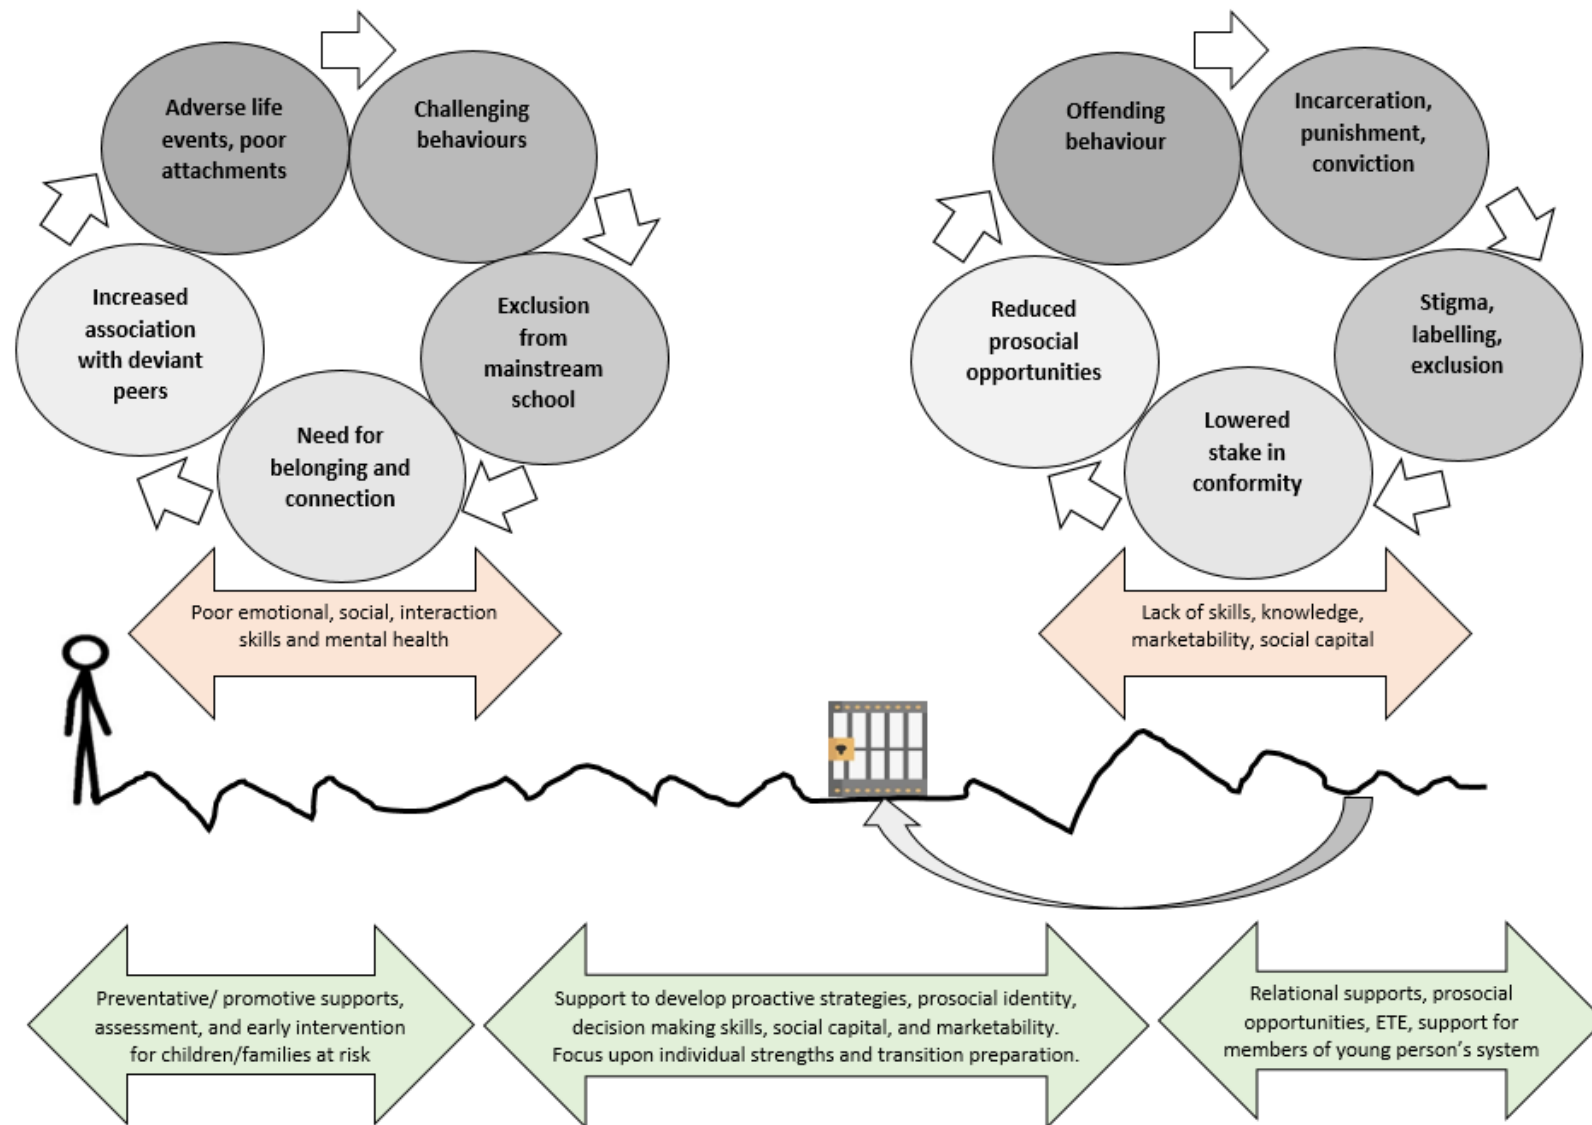 Adverse life
events, poor
attachments
Challenging
behaviours
Exclusion
from
mainstream
school
Need for
belonging and
connection
Increased
association
with deviant
peers
Offending
behaviour
Incarceration,
punishment,
conviction
Stigma,
labelling,
exclusion
Lowered
stake in
conformity
Reduced
prosocial
opportunities
Poor emotional, social, interaction
skills and mental health
Lack of skills, knowledge,
marketability, social capital
Preventative/ promotive supports,
assessment, and early intervention
for children/families at risk
Support to develop proactive strategies, prosocial identity,
decision making skills, social capital, and marketability.
Focus upon individual strengths and transition preparation.
Relational supports, prosocial
opportunities, ETE, support for
members of young person’s system